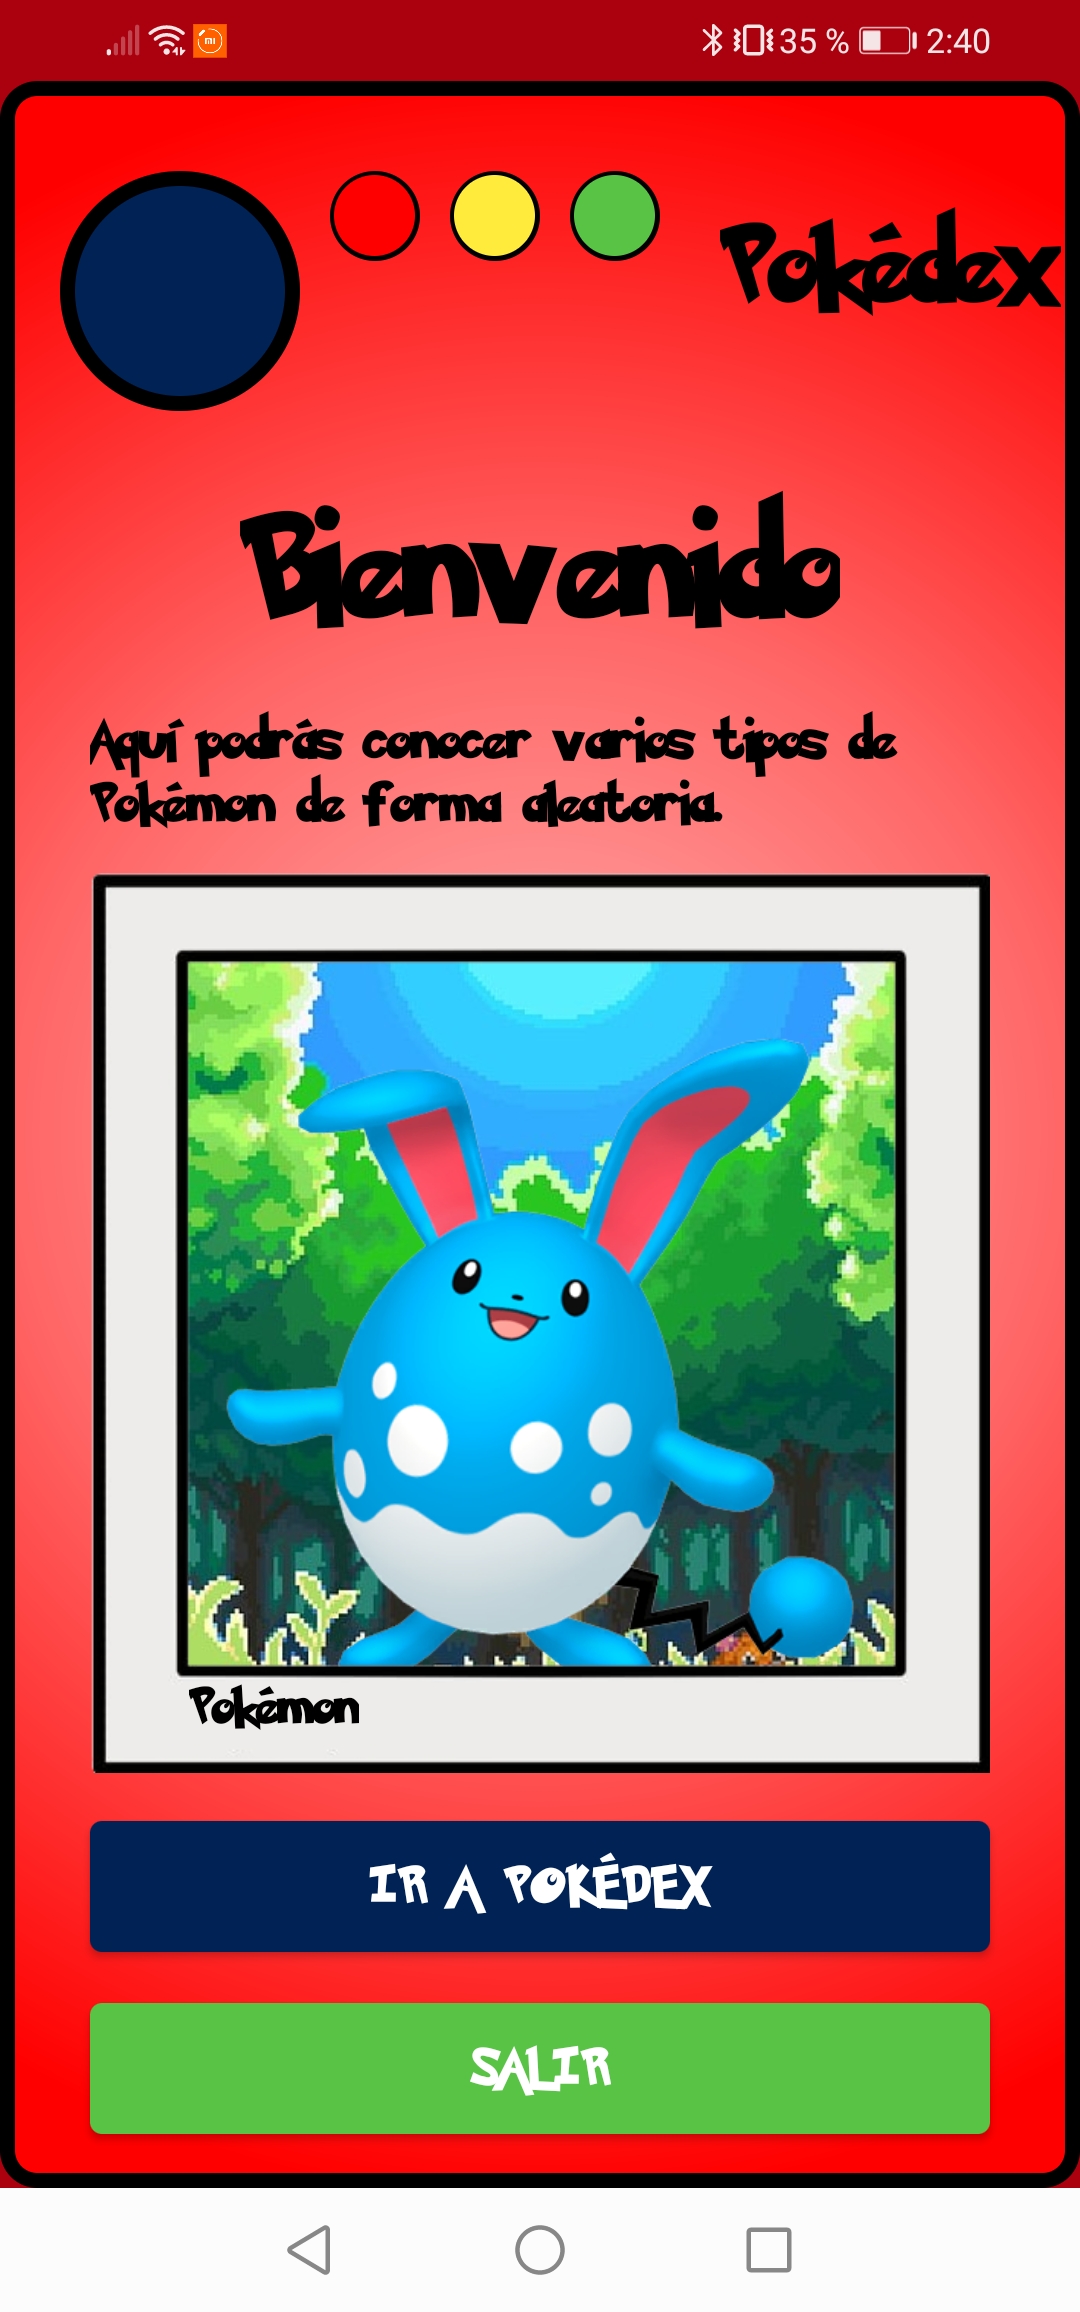 mi
35 %
2:40
Pokédex
Bienvenido
Aquí podrás conocer varios tipos de
Pokémon de forma aleatoria.
Pokémon
IR A POKÉDEX
SALIR